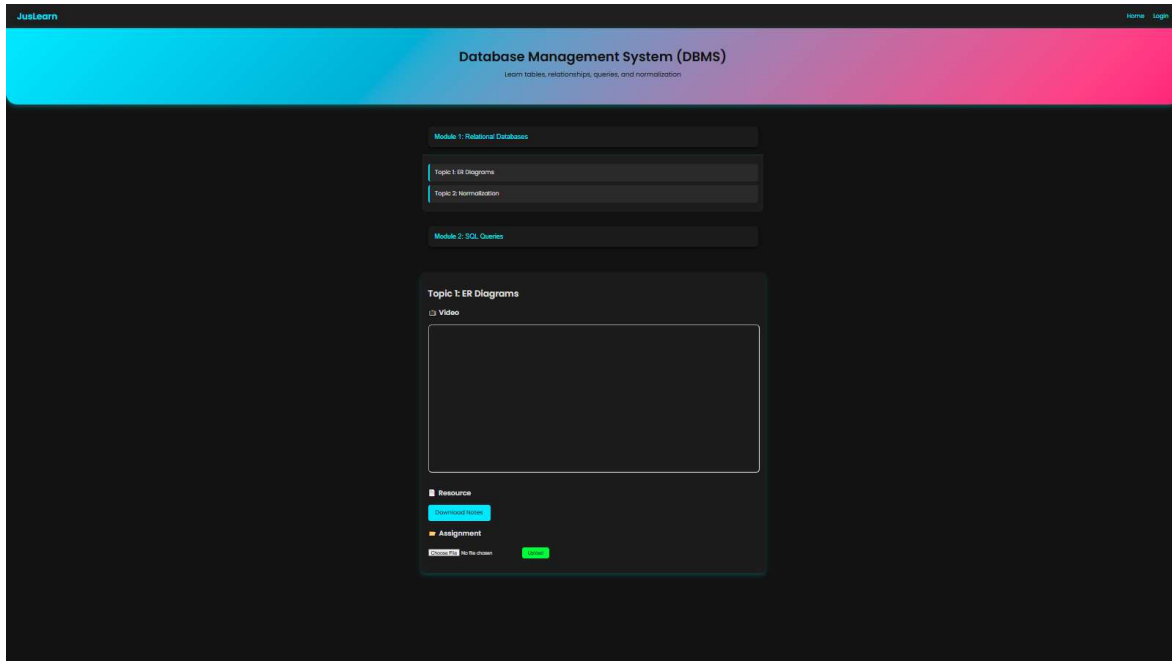 JusLearn
Home Login
Database Management System (DBMS)
Learn tables, relationships, queries, and normalization
Module 1: Relational Databases
Topic 1: ER Diagrams
Topic 2: Normalization
Module 2: SQL Queries
Topic 1: ER Diagrams
Video
Resource
Download Notes
Assignment
Choose File No file chosen
Upload